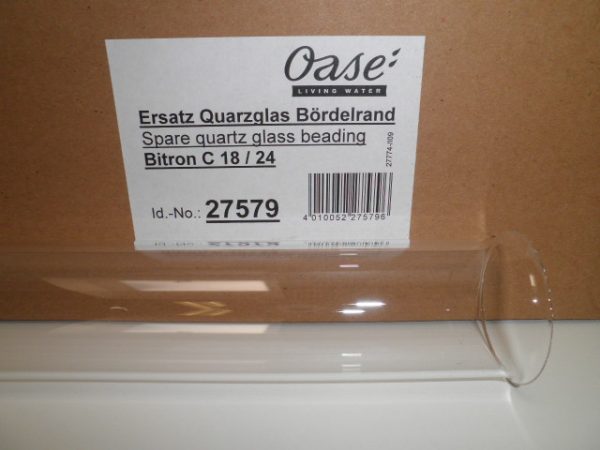 Oase
LIVING WATER
Ersatz Quarzglas Bördelrand
Spare quartz glass beading
Bitron C 18 / 24
27774-/09
Id.-No.: 27579
4 010052 275796